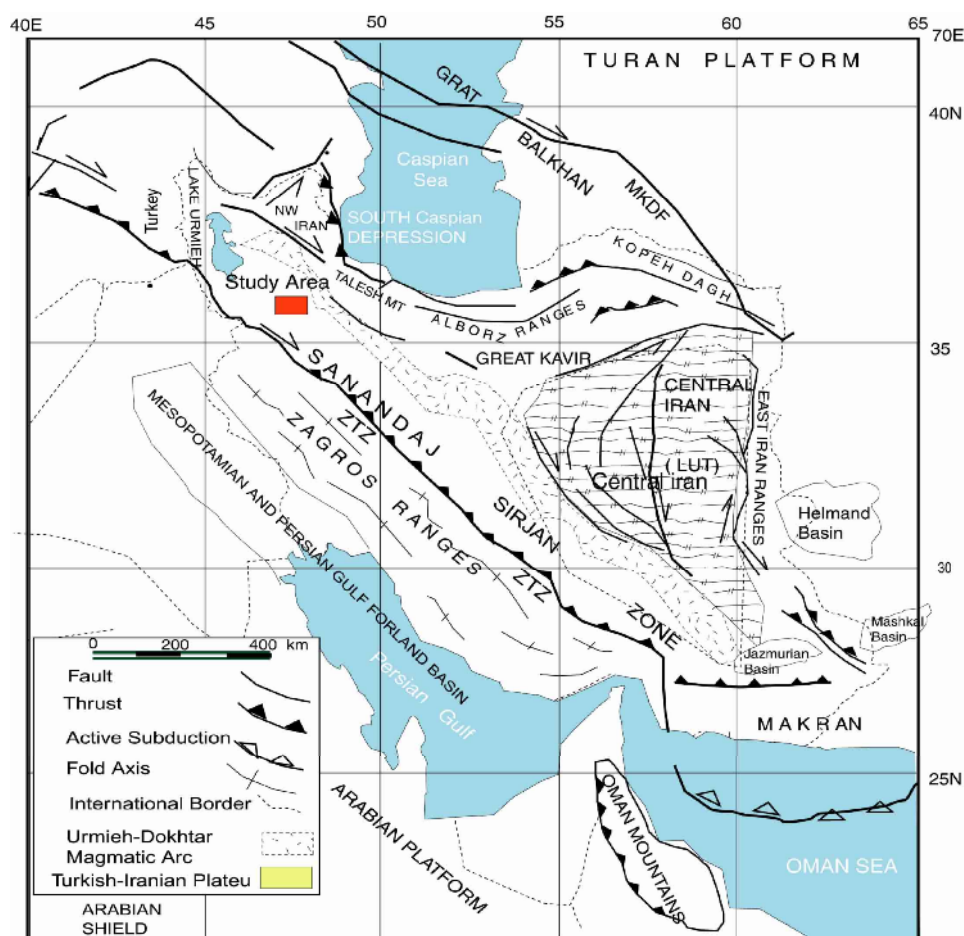 40E
45
50
55
60
65
70E
TURAN PLATFORM
GRAT
40N
BALKHAN
Caspian
Sea
MKDF
LAKE URMIEH
Turkey
NW
IRAN
SOUTH Caspian
DEPRESSION
KOPEH DAGH
Study Area
TALESH MT
ALBORZ RANGES
35
GREAT KAVIR
SANANDAJ
CENTRAL
IRAN
ZTZ
EAST IRAN RANGES
MESOPOTAMIAN AND PERSIAN GULF FORLAND BASIN
ZAGROS RANGES
(LUT)
Central iran
SIRJAN
Helmand
Basin
30
ZTZ
ZONE
Mashkal
Basin
Jazmurian
Basin
0 200 400 km
Persian Gulf
Fault
Thrust
MAKRAN
Active Subduction
Fold Axis
25N
International Border
ARABIAN PLATFORM
OMAN MOUNTAINS
Urmieh-Dokhtar
Magmatic Arc
OMAN SEA
Turkish-Iranian Plateu
ARABIAN
SHIELD